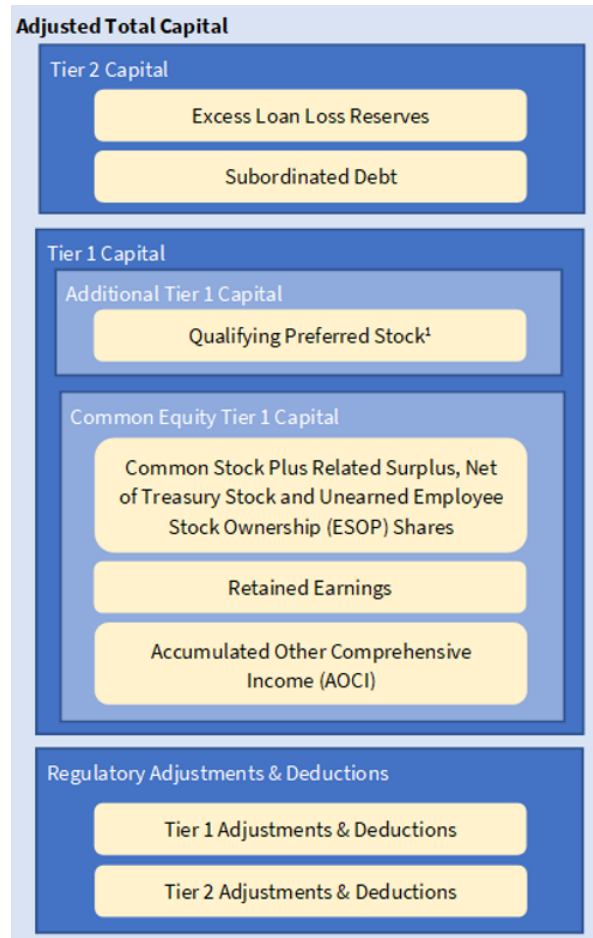 Adjusted Total Capital
Tier 2 Capital
Excess Loan Loss Reserves
Subordinated Debt
Tier 1 Capital
Additional Tier 1 Capital
Qualifying Preferred Stock¹
Common Equity Tier 1 Capital
Common Stock Plus Related Surplus, Net
of Treasury Stock and Unearned Employee
Stock Ownership (ESOP) Shares
Retained Earnings
Accumulated Other Comprehensive
Income (AOCI)
Regulatory Adjustments & Deductions
Tier 1 Adjustments & Deductions
Tier 2 Adjustments & Deductions